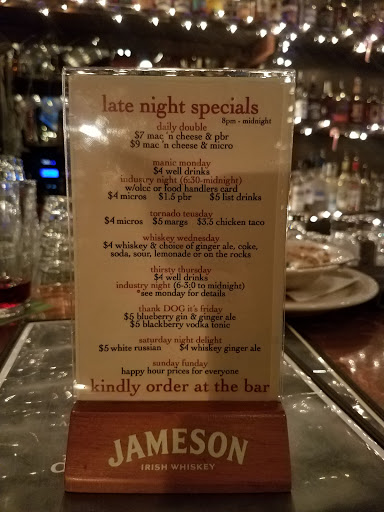 late night specials
8pm - midnight
daily double
$7 mac 'n cheese & pbr
$9 mac 'n cheese & micro
manic monday
$4 well drinks
industry night (6:30-midnight)
w/olcc or food handlers card
$4 micros $1.5 pbr $5 list drinks
tornado tuesday
$4 micros $5 margs $3.5 chicken taco
whiskey wednesday
$4 whiskey & choice of ginger ale, coke,
soda, sour, lemonade or on the rocks
thirsty thursday
$4 well drinks
industry night (6-3:0 to midnight)
*see monday for details
thank DOG it's friday
$5 blueberry gin & ginger ale
$5 blackberry vodka tonic
saturday night delight
$5 white russian $4 whiskey ginger ale
sunday funday
happy hour prices for everyone
kindly order at the bar
JAMESON
IRISH WHISKEY